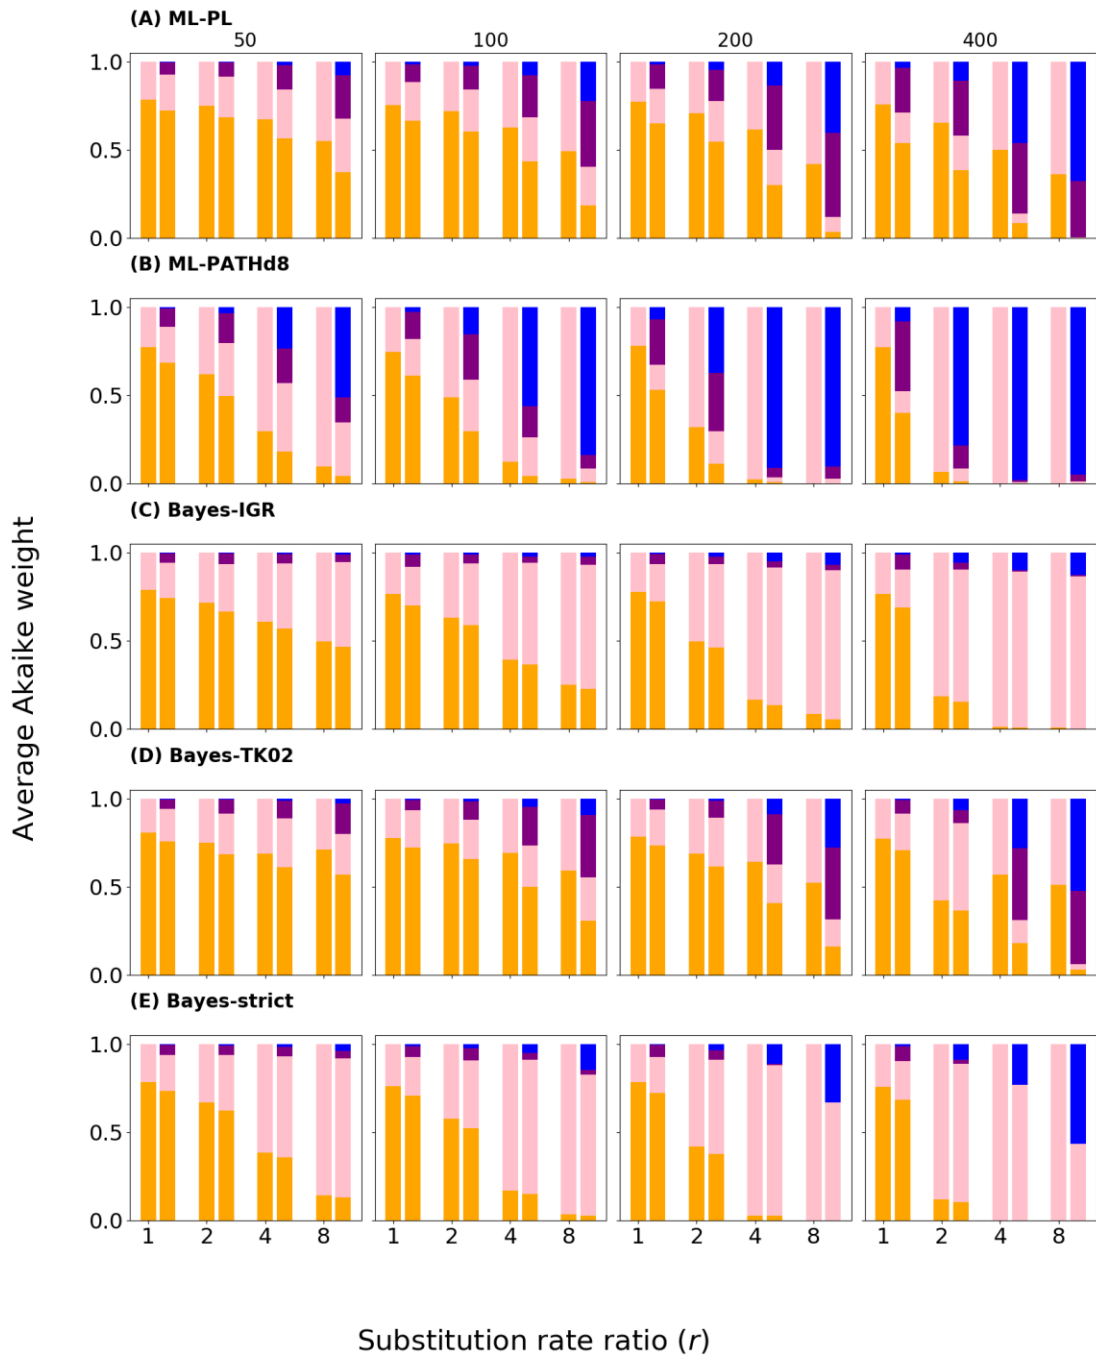 (A) ML-PL
50 100 200 400
1.0
0.5
0.0
(B) ML-PATHd8
1.0
0.5
0.0
(C) Bayes-IGR
1.0
0.5
0.0
(D) Bayes-TK02
1.0
0.5
0.0
(E) Bayes-strict
1.0
0.5
0.0
1 2 4 8 1 2 4 8 1 2 4 8 1 2 4 8
Average Akaike weight
Substitution rate ratio (r)